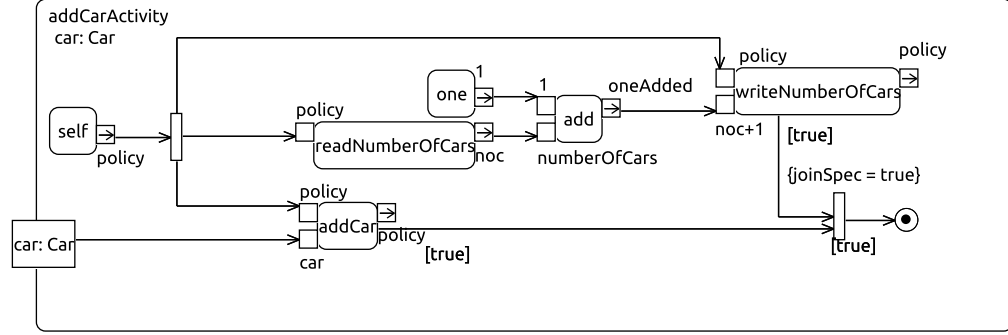 addCarActivity
car: Car
policy
policy
1
1
oneAdded
one
writeNumberOfCars
self
policy
add
noc+1
[true]
policy
readNumberOfCars
noc
numberOfCars
{joinSpec = true}
policy
addCar
policy
car: Car
[true]
car
[true]